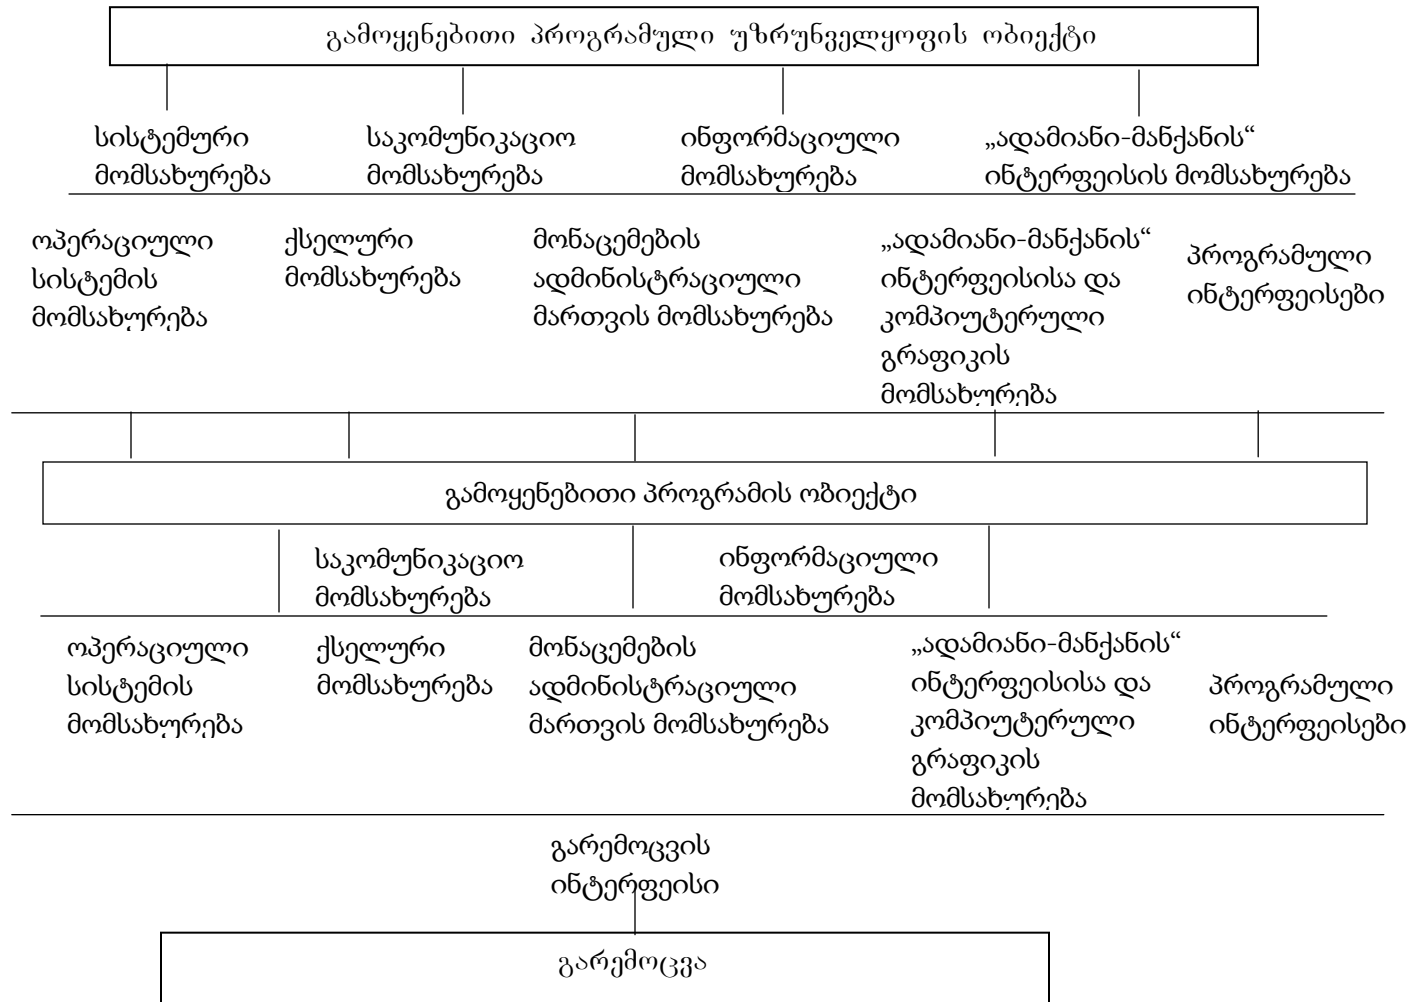 გამოყენებითი პროგრამული უზრუნველყოფის ობიექტი
სისტემური
მომსახურება
საკომუნიკაციო
მომსახურება
ინფორმაციული
მომსახურება
„ადამიანი-მანქანის“
ინტერფეისის მომსახურება
ოპერაციული
სისტემის
მომსახურება
ქსელური
მომსახურება
მონაცემების
ადმინისტრაციული
მართვის მომსახურება
„ადამიანი-მანქანის“
ინტერფეისისა და
კომპიუტერული
გრაფიკის
მომსახურება
პროგრამული
ინტერფეისები
გამოყენებითი პროგრამის ობიექტი
საკომუნიკაციო
მომსახურება
ინფორმაციული
მომსახურება
ოპერაციული
სისტემის
მომსახურება
ქსელური
მომსახურება
მონაცემების
ადმინისტრაციული
მართვის მომსახურება
„ადამიანი-მანქანის“
ინტერფეისისა და
კომპიუტერული
გრაფიკის
მომსახურება
პროგრამული
ინტერფეისები
გარემოცვის
ინტერფეისი
გარემოცვა